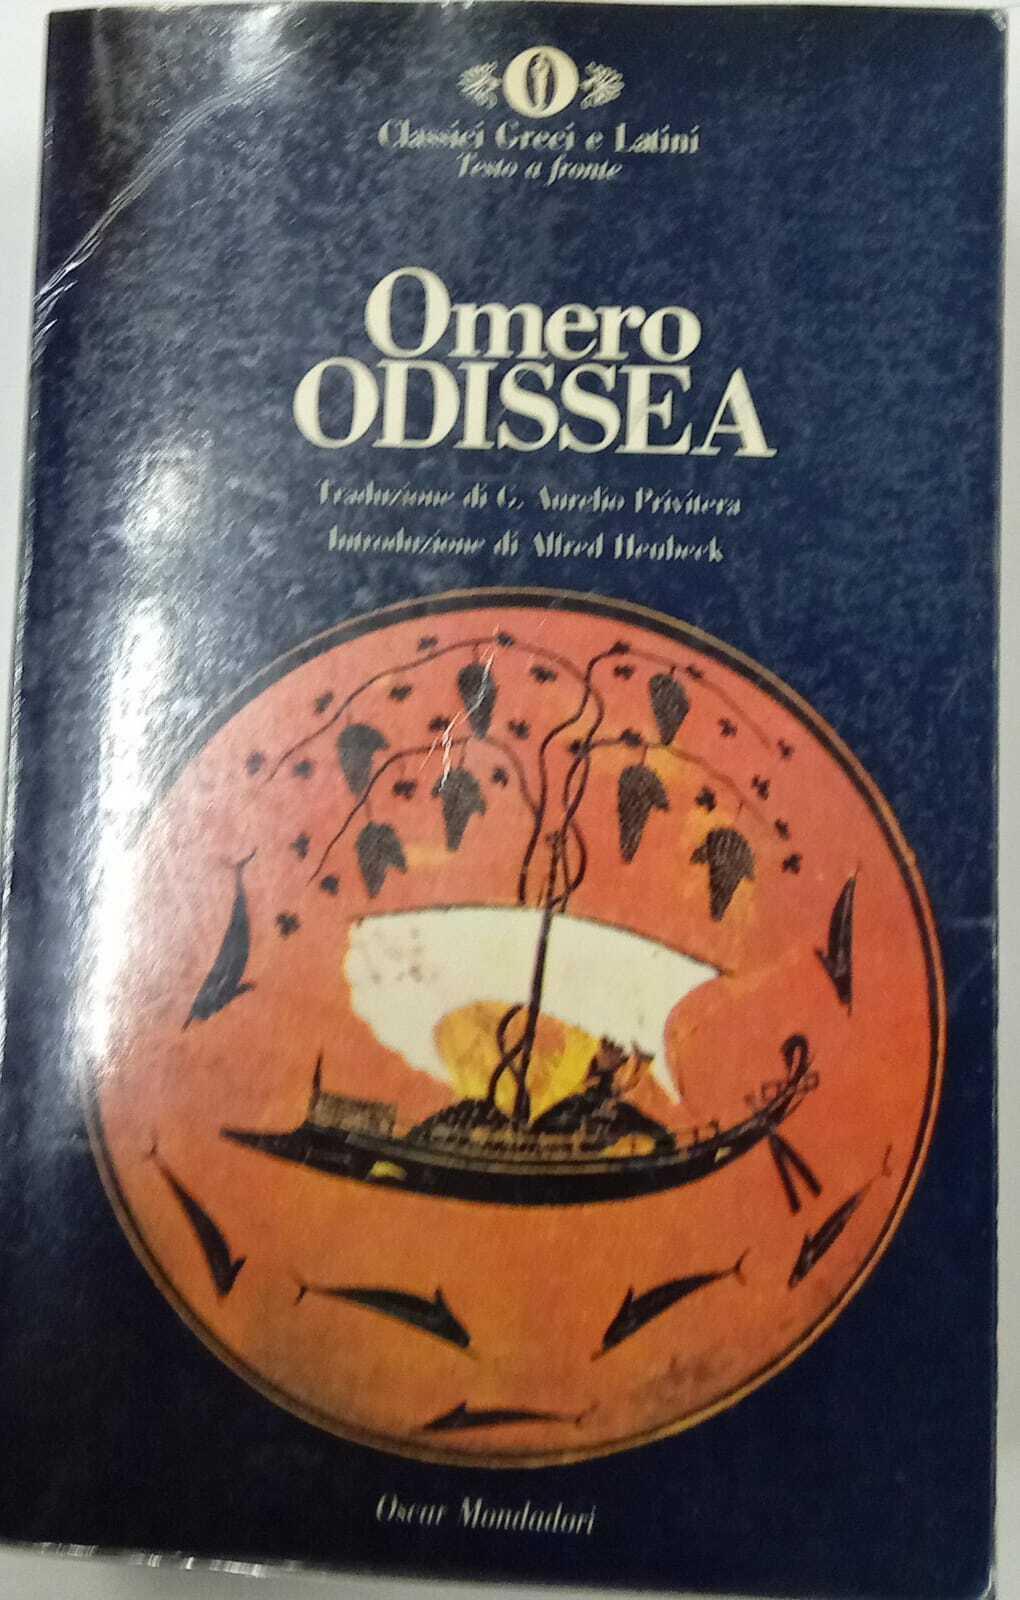 O
Classici Greci e Latini
Testo a fronte
Omero
ODISSEA
Traduzione di G. Aurelio Privitera
Introduzione di Alfred Heubeck
Oscar Mondadori